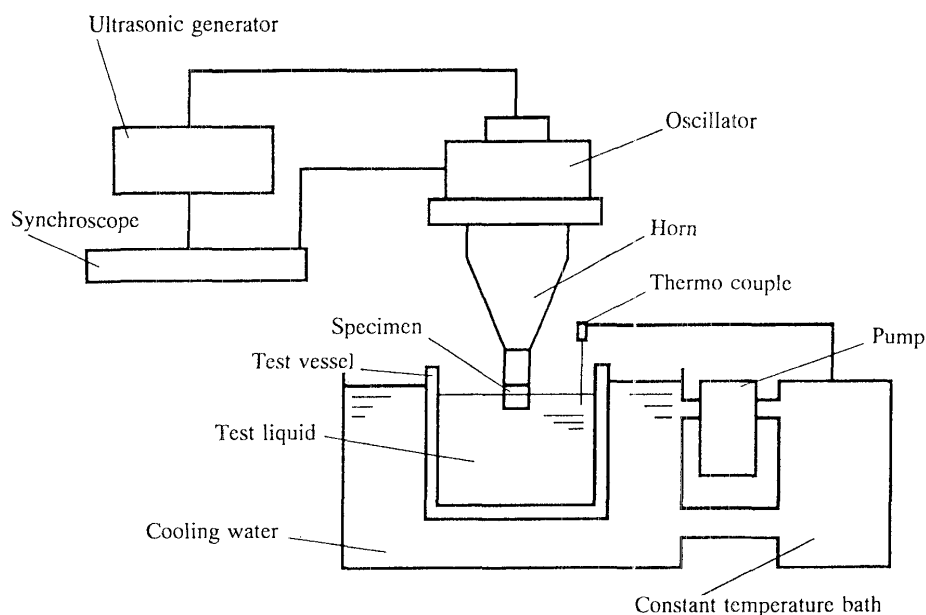 Ultrasonic generator
Oscillator
Synchroscope
Horn
Thermo couple
Specimen
Pump
Test vessel
Test liquid
Cooling water
Constant temperature bath